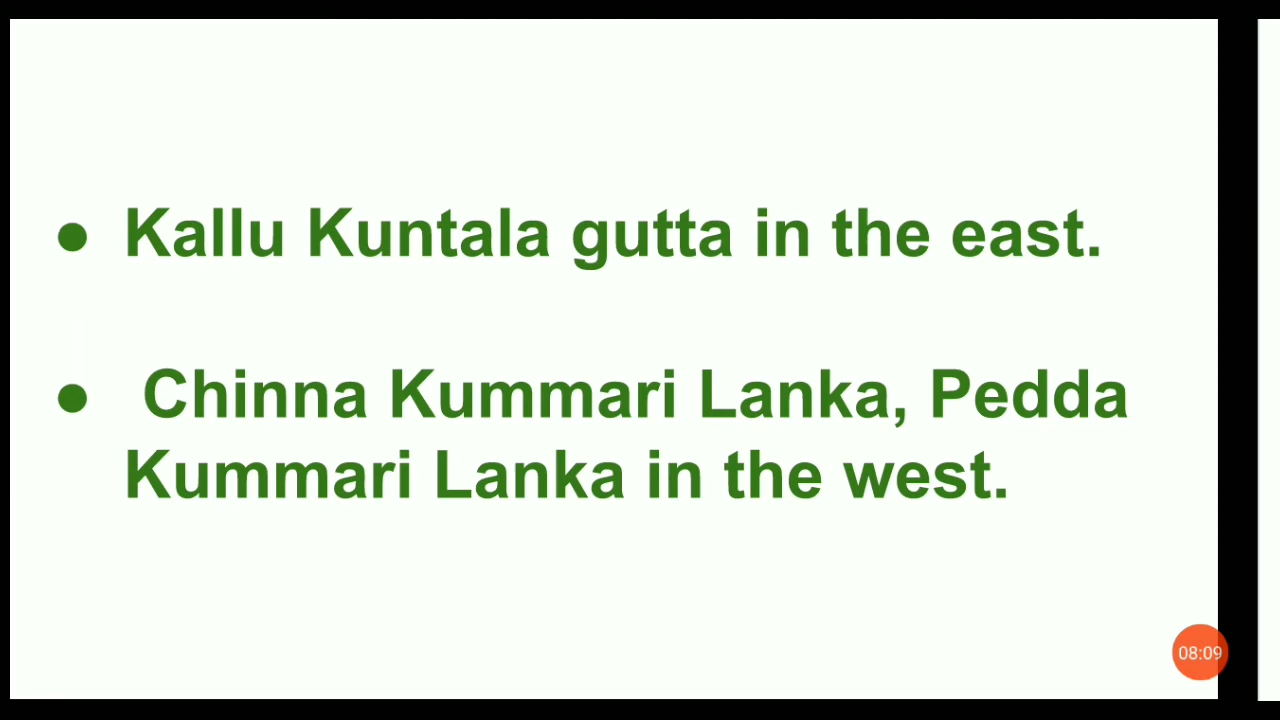 ● Kallu Kuntala gutta in the east.
● Chinna Kummari Lanka, Pedda
Kummari Lanka in the west.
08:09